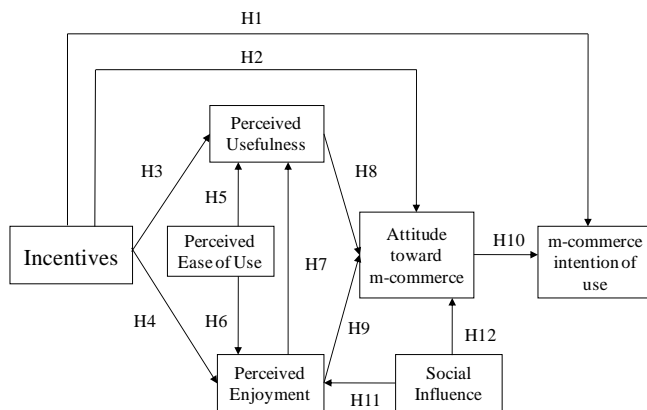 H1
H2
Perceived
Usefulness
H3
H8
H5
Incentives
Perceived
Ease of Use
Attitude
toward
m-commerce
H10
m-commerce
intention of
use
H7
H4
H6
H9
H12
Perceived
Enjoyment
H11
Social
Influence